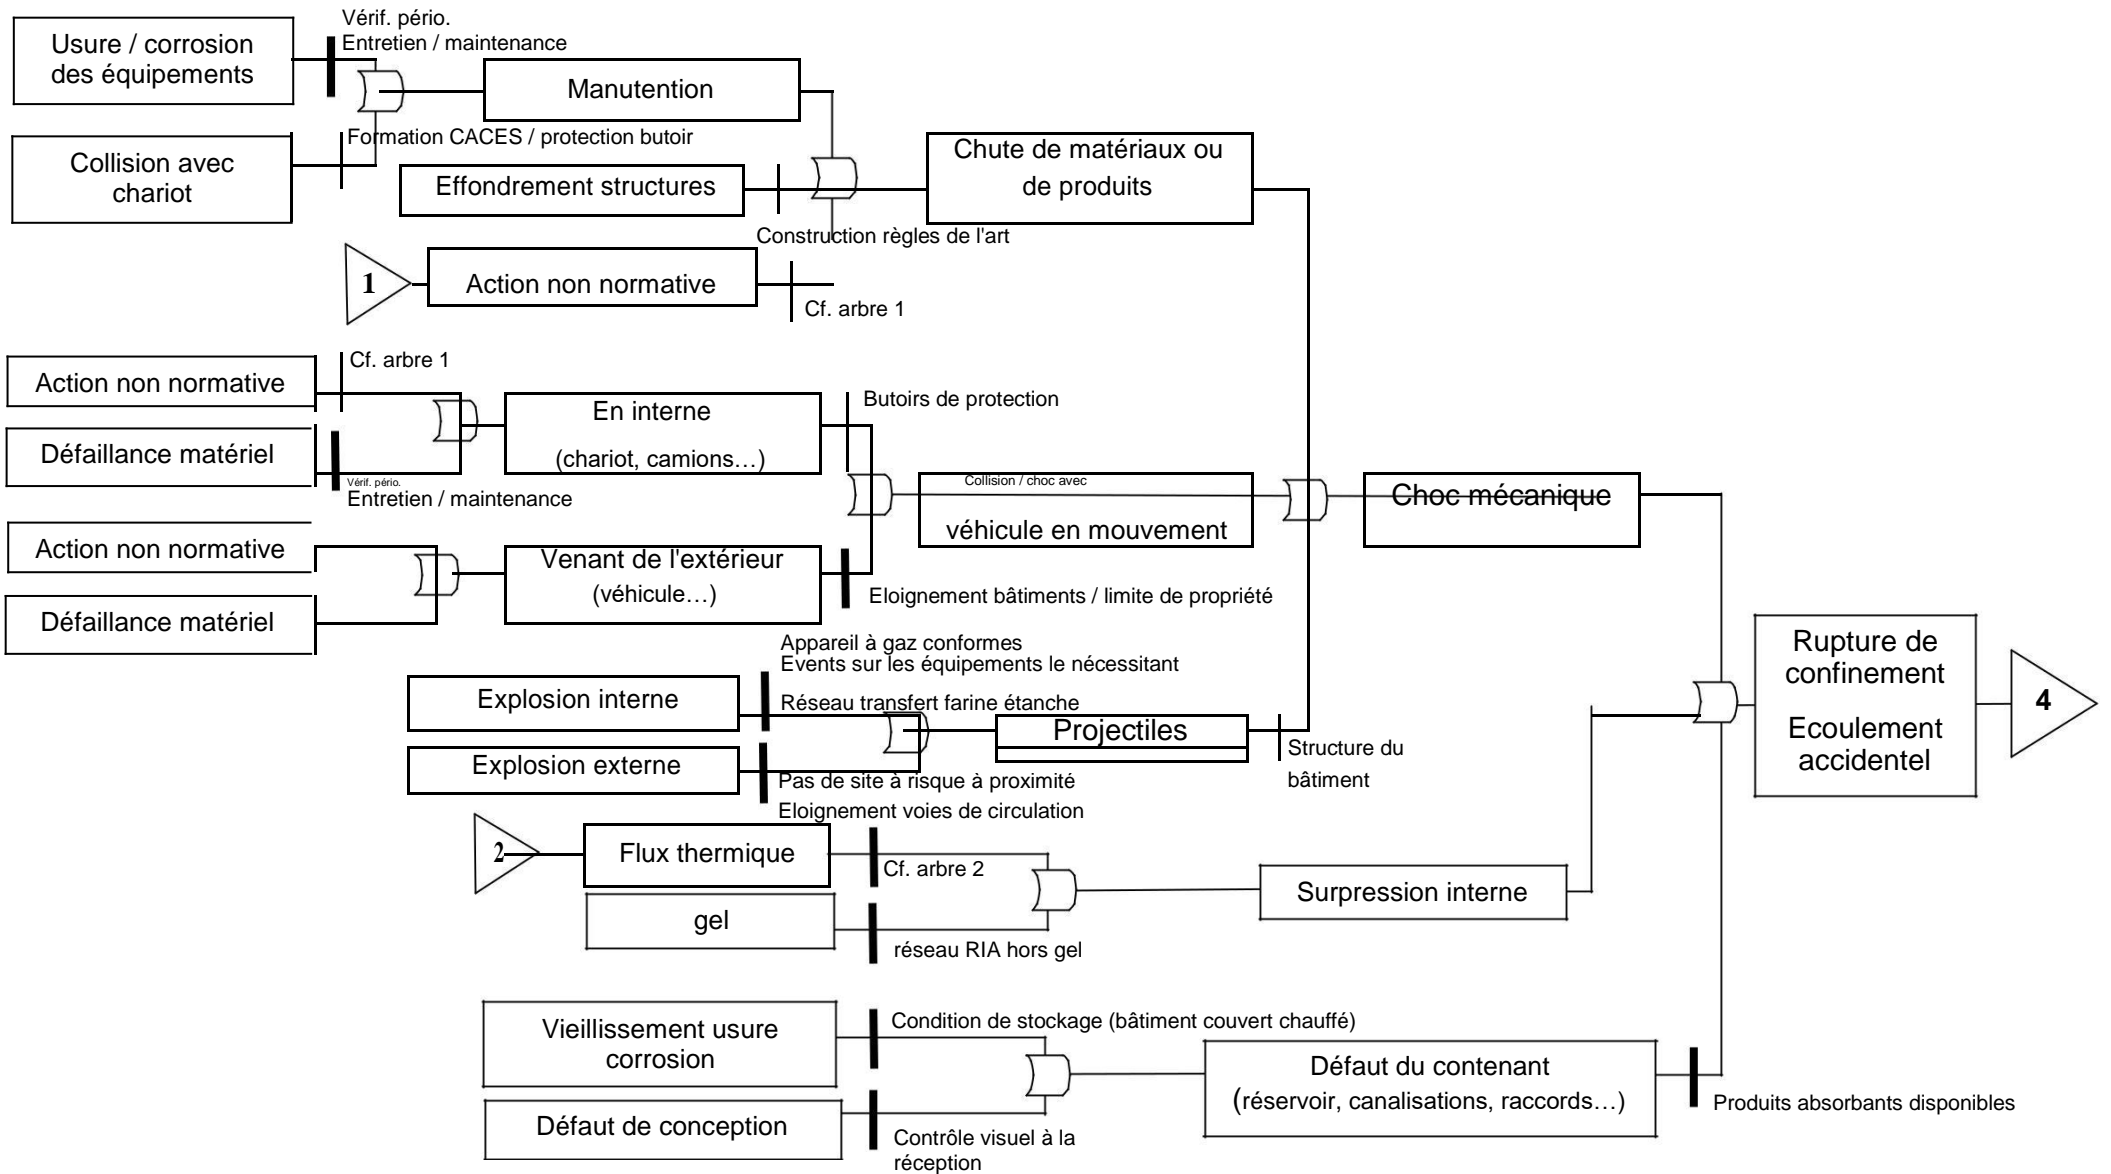 Vérif. pério.
Entretien / maintenance
Usure / corrosion
des équipements
Manutention
Formation CACES / protection butoir
Collision avec
chariot
Effondrement structures
Chute de matériaux ou
de produits
Construction règles de l'art
1
Action non normative
Cf. arbre 1
Cf. arbre 1
Action non normative
Défaillance matériel
Vérif. pério.
Entretien / maintenance
En interne
(chariot, camions…)
Butoirs de protection
Collision / choc avec
véhicule en mouvement
Choc mécanique
Action non normative
Défaillance matériel
Venant de l'extérieur
(véhicule…)
Eloignement bâtiments / limite de propriété
Appareil à gaz conformes
Events sur les équipements le nécessitant
Réseau transfert farine étanche
Explosion interne
Explosion externe
Projectiles
Structure du
bâtiment
Pas de site à risque à proximité
Eloignement voies de circulation
Rupture de
confinement
Ecoulement
accidentel
4
2
Flux thermique
Cf. arbre 2
gel
réseau RIA hors gel
Surpression interne
Vieillissement usure
corrosion
Condition de stockage (bâtiment couvert chauffé)
Défaut de conception
Contrôle visuel à la
réception
Défaut du contenant
(réservoir, canalisations, raccords…)
Produits absorbants disponibles